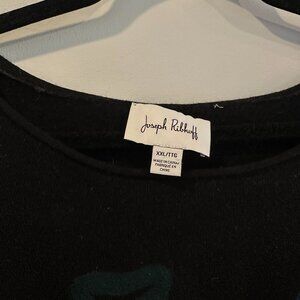 Joseph Ribkoff
XXL/TTG
MADE IN CHINA/
FABRIQUÉ EN
CHINE